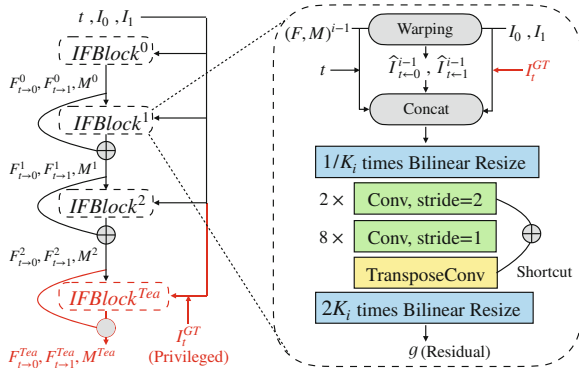 t , I_0 , I_1
IFBlock^0
F^0_{t→0}, F^0_{t→1}, M^0
IFBlock^1
F^1_{t→0}, F^1_{t→1}, M^1
IFBlock^2
F^2_{t→0}, F^2_{t→1}, M^2
IFBlock^{Tea}
I_t^{GT}
(Privileged)
F^{Tea}_{t→0}, F^{Tea}_{t→1}, M^{Tea}
(F, M)^{i−1}
Warping
I_0 , I_1
t
Î^{i−1}_{t←0} , Î^{i−1}_{t←1}
I_t^{GT}
Concat
1/K_i times Bilinear Resize
2 × Conv, stride=2
8 × Conv, stride=1
TransposeConv
Shortcut
2K_i times Bilinear Resize
g (Residual)